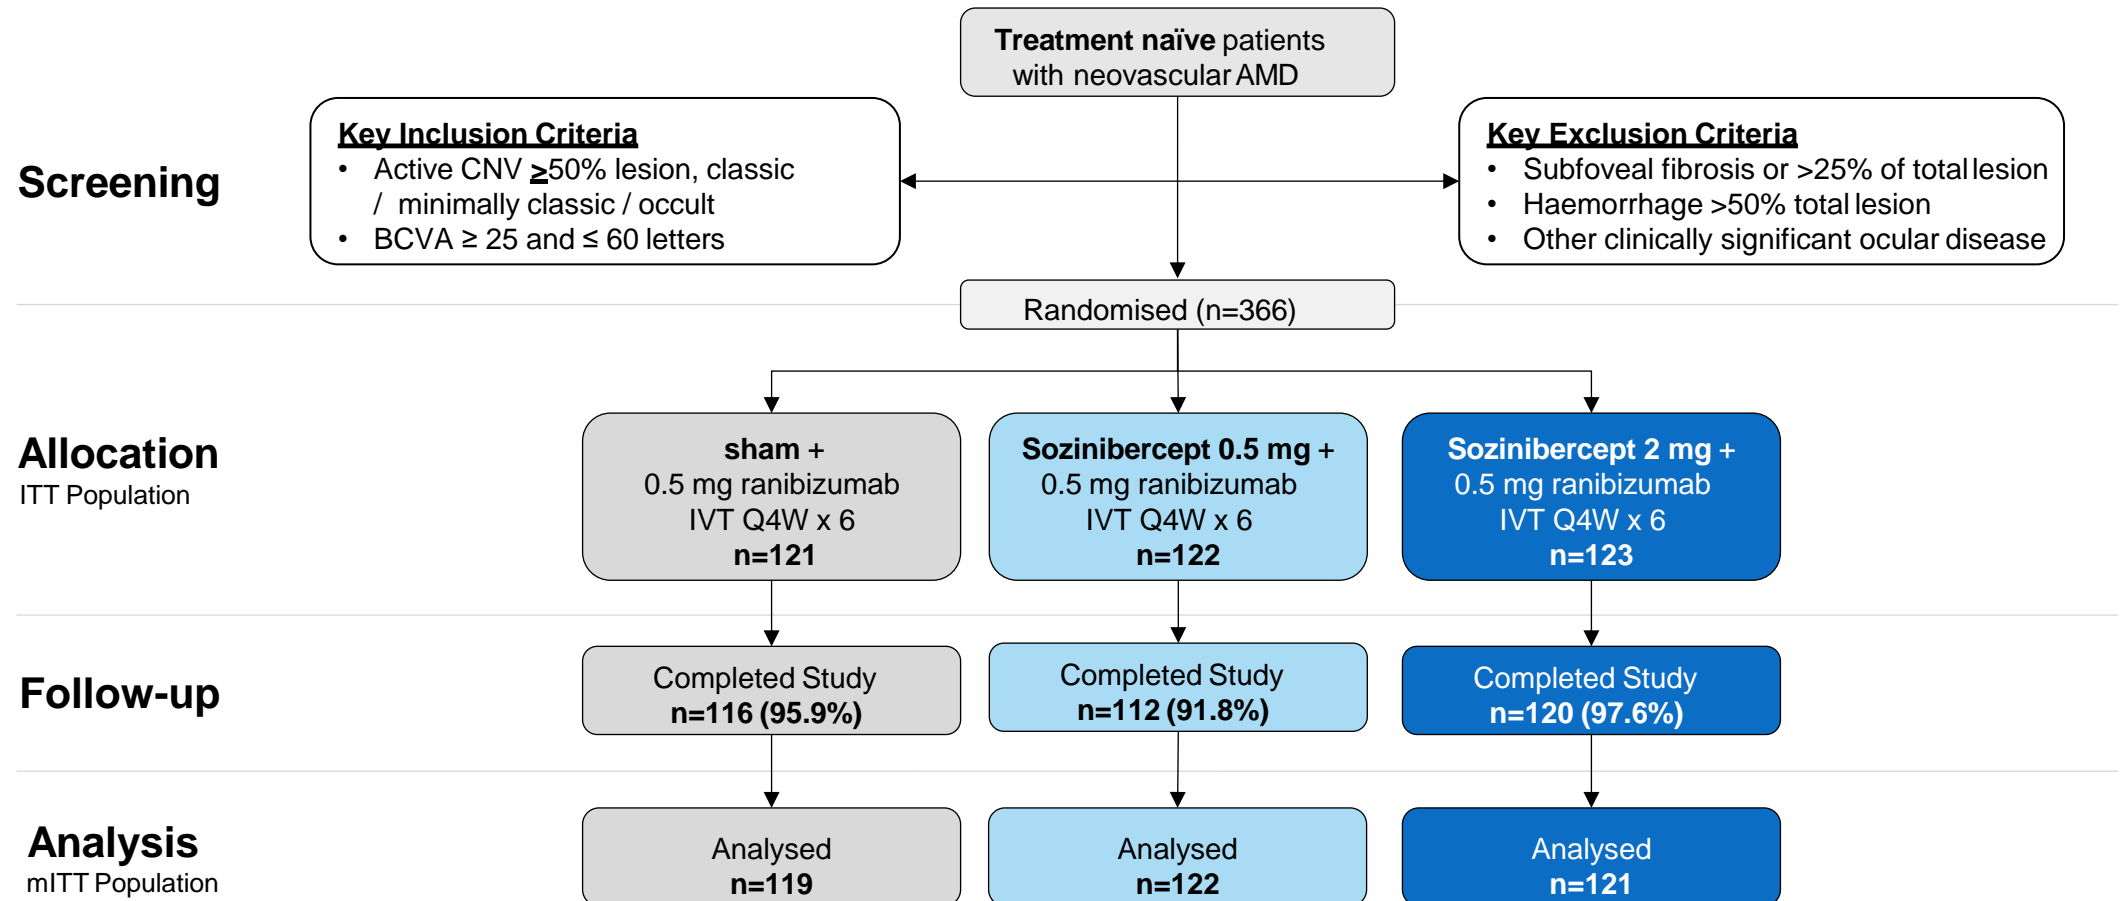 Treatment naïve patients
with neovascular AMD
Screening
Key Inclusion Criteria
• Active CNV ≥50% lesion, classic
/ minimally classic / occult
• BCVA ≥ 25 and ≤ 60 letters
Key Exclusion Criteria
• Subfoveal fibrosis or >25% of total lesion
• Haemorrhage >50% total lesion
• Other clinically significant ocular disease
Randomised (n=366)
Allocation
ITT Population
sham +
0.5 mg ranibizumab
IVT Q4W x 6
n=121
Sozinibercept 0.5 mg +
0.5 mg ranibizumab
IVT Q4W x 6
n=122
Sozinibercept 2 mg +
0.5 mg ranibizumab
IVT Q4W x 6
n=123
Follow-up
Completed Study
n=116 (95.9%)
Completed Study
n=112 (91.8%)
Completed Study
n=120 (97.6%)
Analysis
mITT Population
Analysed
n=119
Analysed
n=122
Analysed
n=121